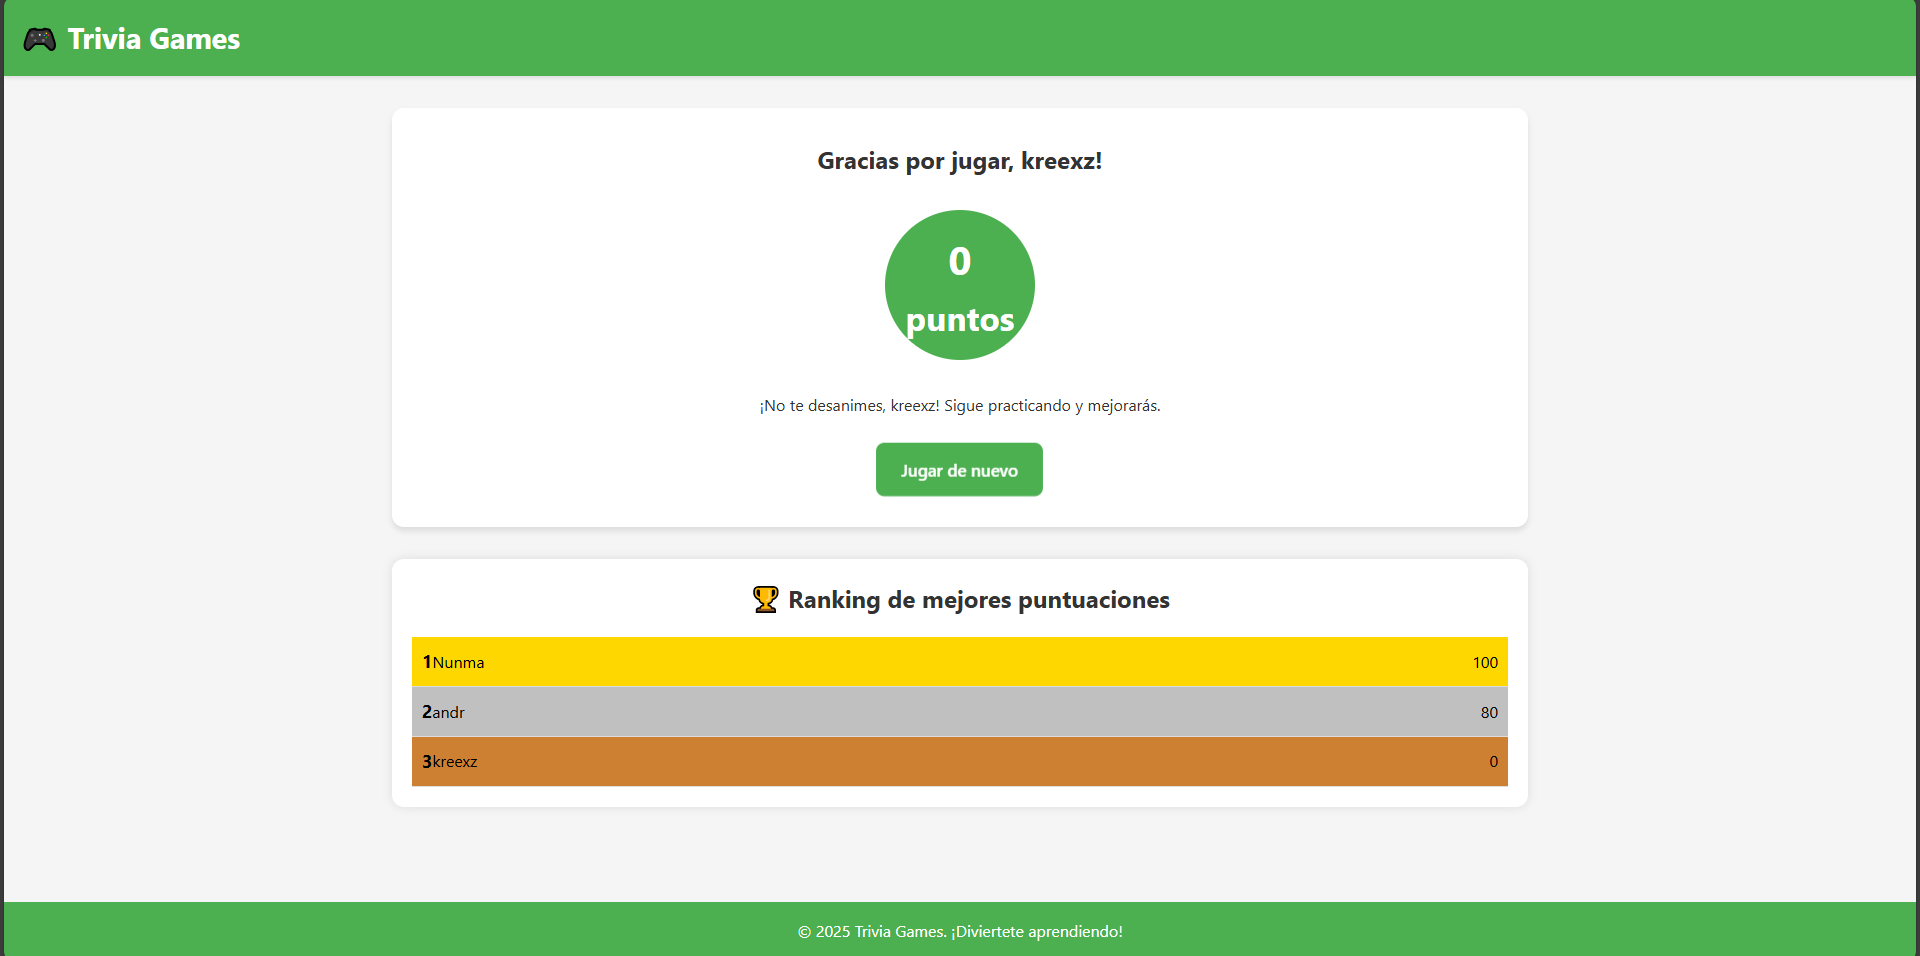 🎮 Trivia Games
Gracias por jugar, kreexz!
0
puntos
¡No te desanimes, kreexz! Sigue practicando y mejorarás.
Jugar de nuevo
🏆 Ranking de mejores puntuaciones
1Nunma 100
2andr 80
3kreexz 0
© 2025 Trivia Games. ¡Diviertete aprendiendo!